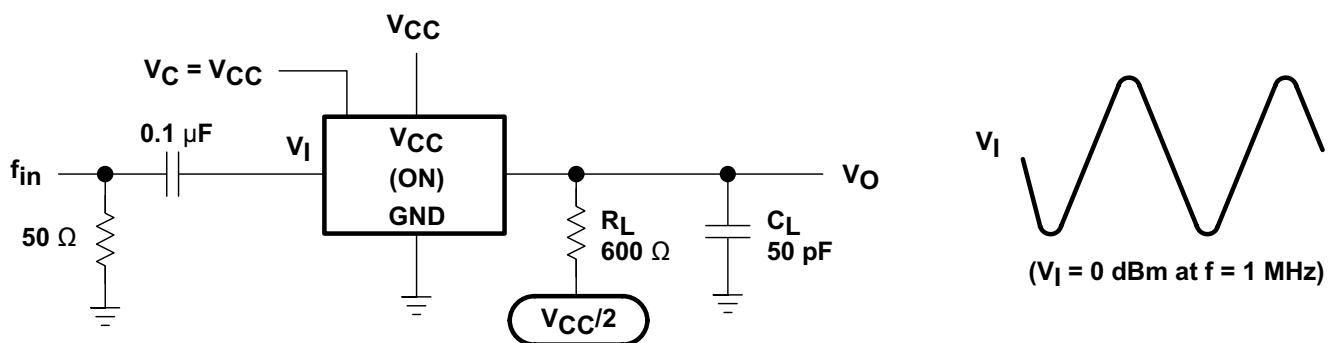 VCC
VC = VCC
0.1 µF
VI
VCC
(ON)
GND
fin
50 Ω
RL
600 Ω
VCC/2
CL
50 pF
VO
VI
(VI = 0 dBm at f = 1 MHz)